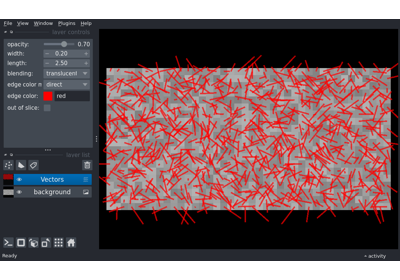 File View Window Plugins Help
layer controls
opacity: 0.70
width: 0.20
length: 2.50
blending: translucent
edge color m direct
edge color: red
out of slice:
layer list
Vectors
background
Ready
activity